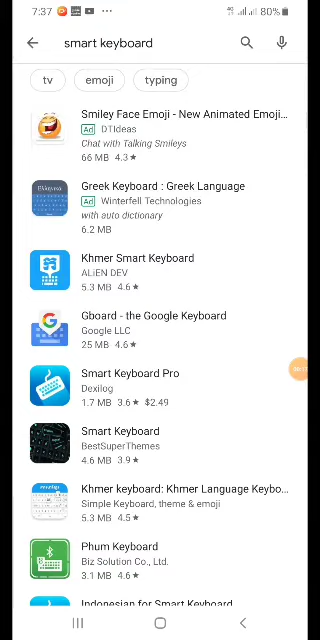 7:37 80%
smart keyboard
tv emoji typing
Smiley Face Emoji - New Animated Emoji...
Ad DTIdeas
Chat with Talking Smileys
66 MB 4.3★
Greek Keyboard : Greek Language
Ad Winterfell Technologies
with auto dictionary
6.2 MB
Khmer Smart Keyboard
ALiEN DEV
5.3 MB 4.6★
Gboard - the Google Keyboard
Google LLC
25 MB 4.6★
Smart Keyboard Pro
Dexilog
1.7 MB 3.6★ $2.49
Smart Keyboard
BestSuperThemes
4.6 MB 3.9★
Khmer keyboard: Khmer Language Keybo...
Simple Keyboard, theme & emoji
5.3 MB 4.5★
Phum Keyboard
Biz Solution Co., Ltd.
3.1 MB 4.6★
Indonesian for Smart Keyboard